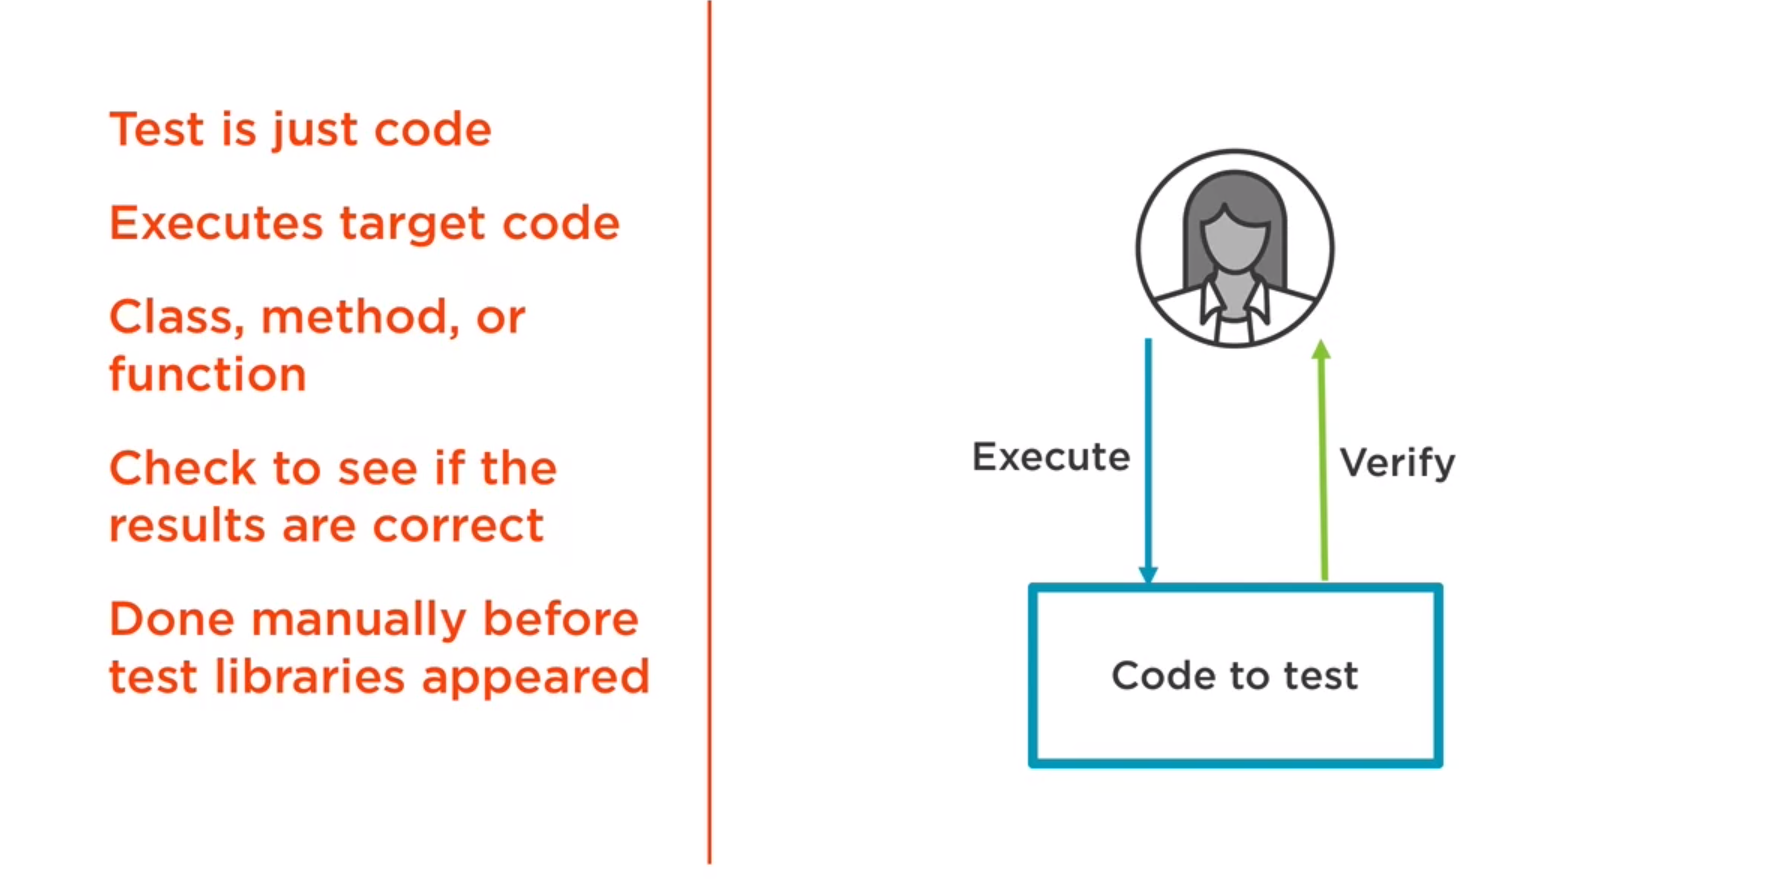 Test is just code
Executes target code
Class, method, or
function
Check to see if the
results are correct
Done manually before
test libraries appeared
Execute
Verify
Code to test